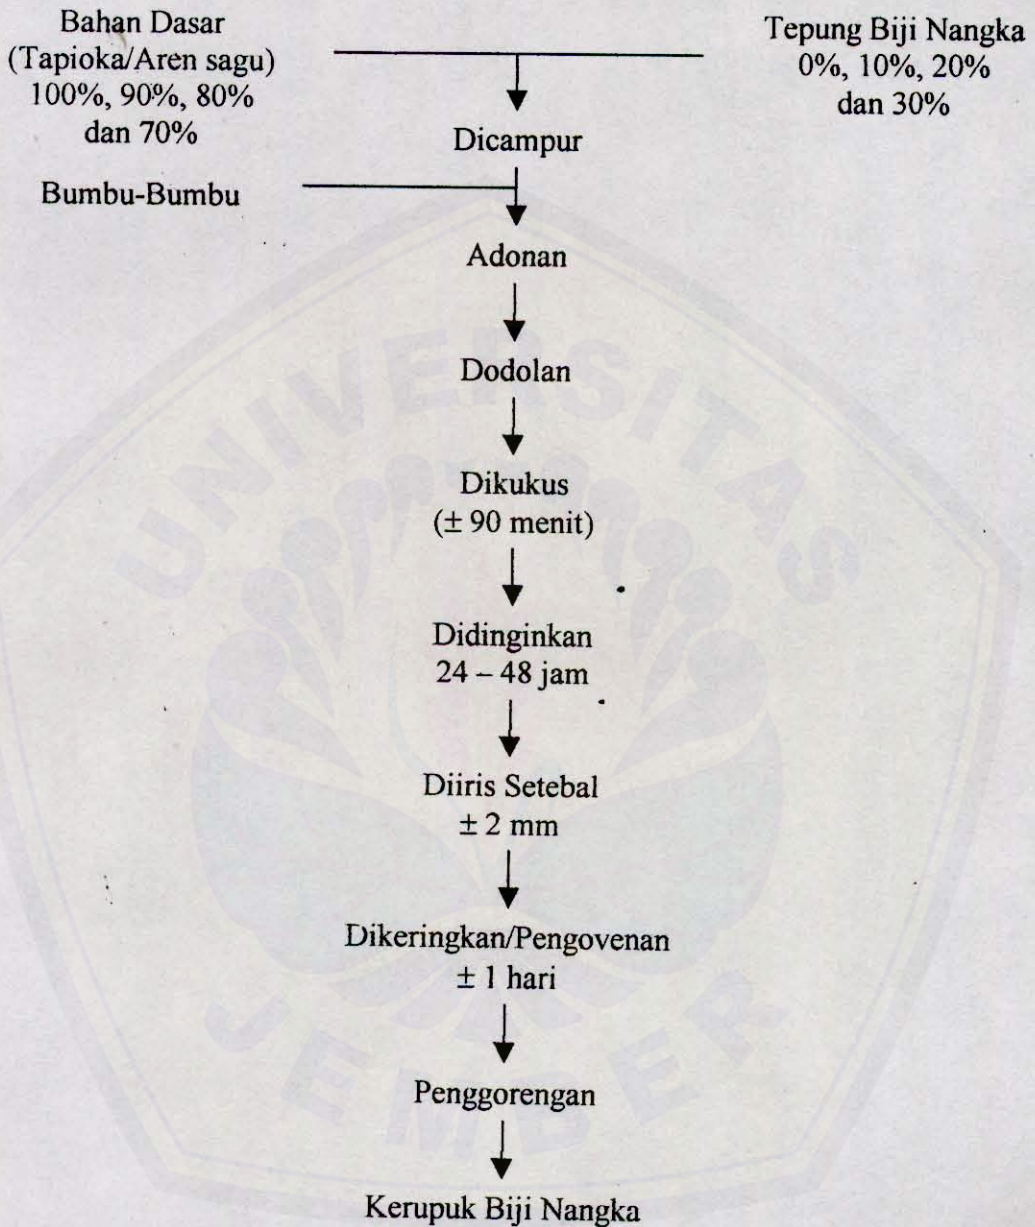 Bahan Dasar
(Tapioka/Aren sagu)
100%, 90%, 80%
dan 70%
Tepung Biji Nangka
0%, 10%, 20%
dan 30%
Dicampur
Bumbu-Bumbu
Adonan
Dodolan
Dikukus
(± 90 menit)
Didinginkan
24 – 48 jam
Diiris Setebal
± 2 mm
Dikeringkan/Pengovenan
± 1 hari
Penggorengan
Kerupuk Biji Nangka
UNIVERSITAS
JEMBER